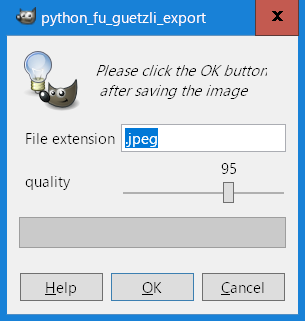 python_fu_guetzli_export
Please click the OK button
after saving the image
File extension .jpeg
95
quality
Help OK Cancel